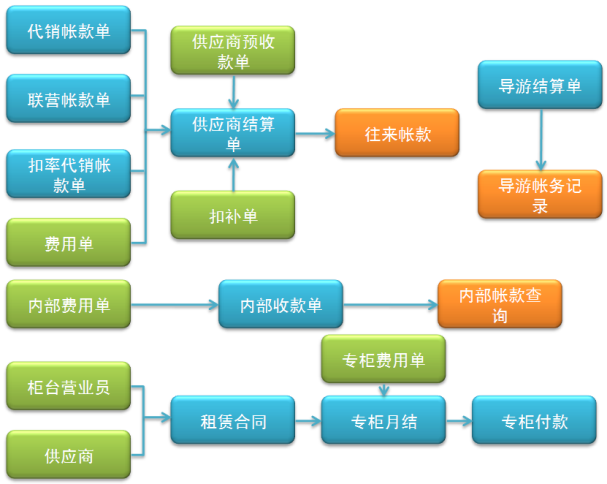 代销帐款单
供应商预收
款单
导游结算单
联营帐款单
供应商结算
单
往来帐款
扣率代销帐
款单
导游帐务记
录
扣补单
费用单
内部费用单
内部收款单
内部帐款查
询
专柜费用单
柜台营业员
租赁合同
专柜月结
专柜付款
供应商